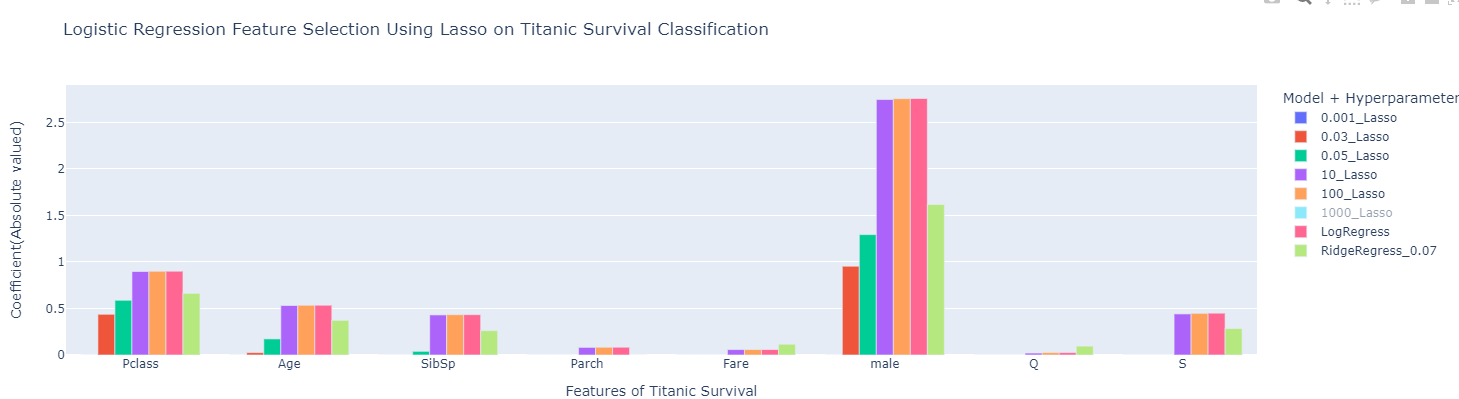 Logistic Regression Feature Selection Using Lasso on Titanic Survival Classification
Coefficient(Absolute valued)
2.5
2
1.5
1
0.5
0
Pclass
Age
SibSp
Parch
Fare
male
Q
S
Features of Titanic Survival
Model + Hyperparameter
0.001_Lasso
0.03_Lasso
0.05_Lasso
10_Lasso
100_Lasso
1000_Lasso
LogRegress
RidgeRegress_0.07